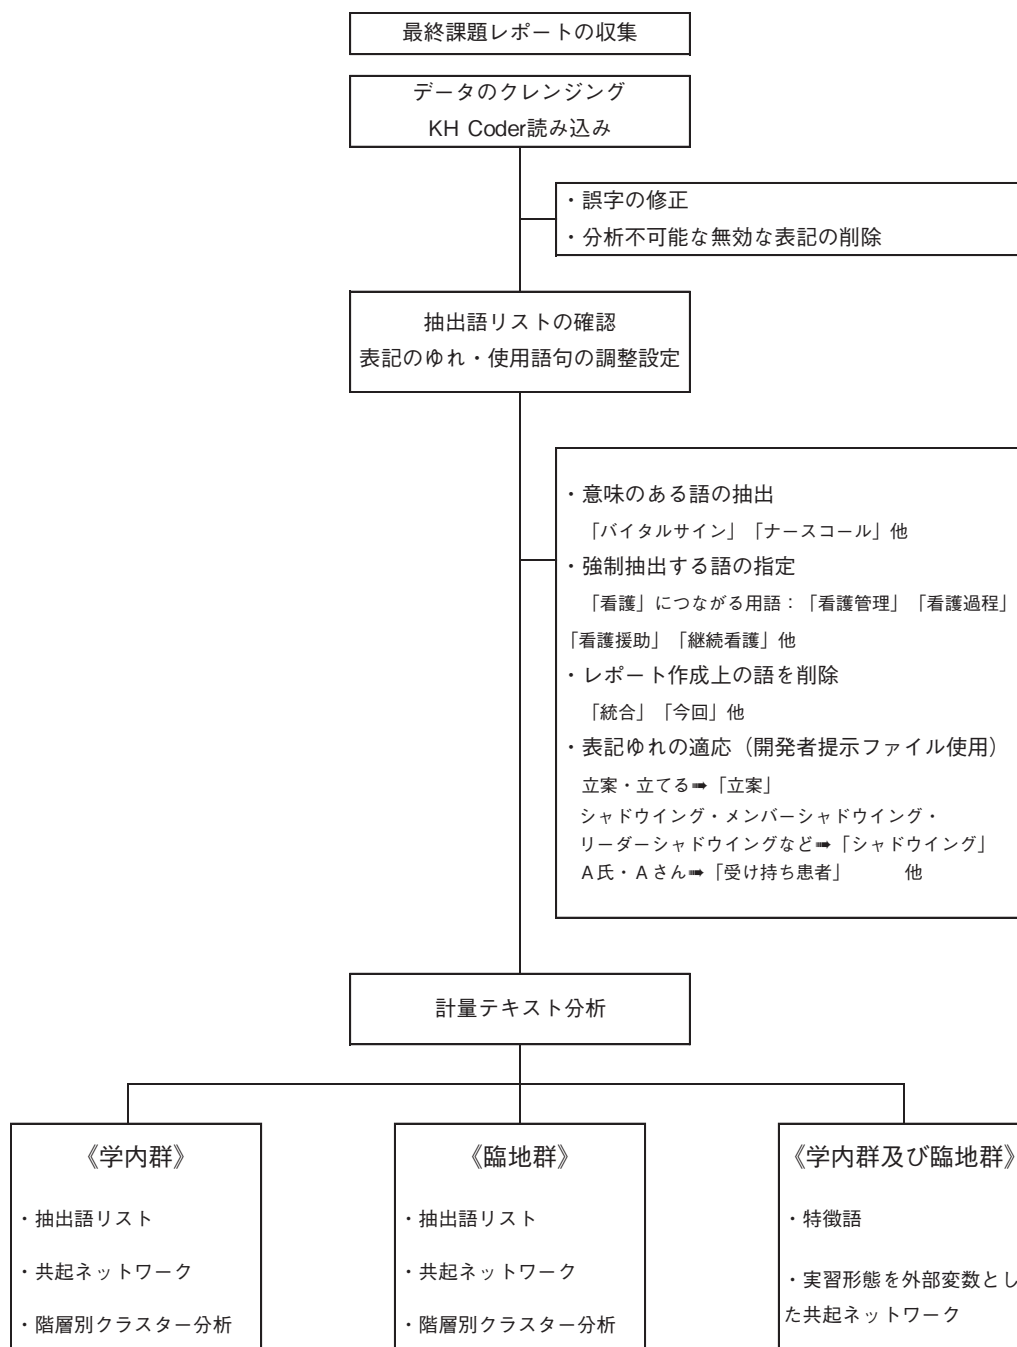 最終課題レポートの収集
データのクレンジング
KH Coder読み込み
・誤字の修正
・分析不可能な無効な表記の削除
抽出語リストの確認
表記のゆれ・使用語句の調整設定
・意味のある語の抽出
「バイタルサイン」「ナースコール」他
・強制抽出する語の指定
「看護」につながる用語：「看護管理」「看護過程」
「看護援助」「継続看護」他
・レポート作成上の語を削除
「統合」「今回」他
・表記ゆれの適応（開発者提示ファイル使用）
立案・立てる➠「立案」
シャドウイング・メンバーシャドウイング・
リーダーシャドウイングなど➠「シャドウイング」
A氏・Aさん➠「受け持ち患者」　　他
計量テキスト分析
《学内群》
・抽出語リスト
・共起ネットワーク
・階層別クラスター分析
《臨地群》
・抽出語リスト
・共起ネットワーク
・階層別クラスター分析
《学内群及び臨地群》
・特徴語
・実習形態を外部変数とし
た共起ネットワーク